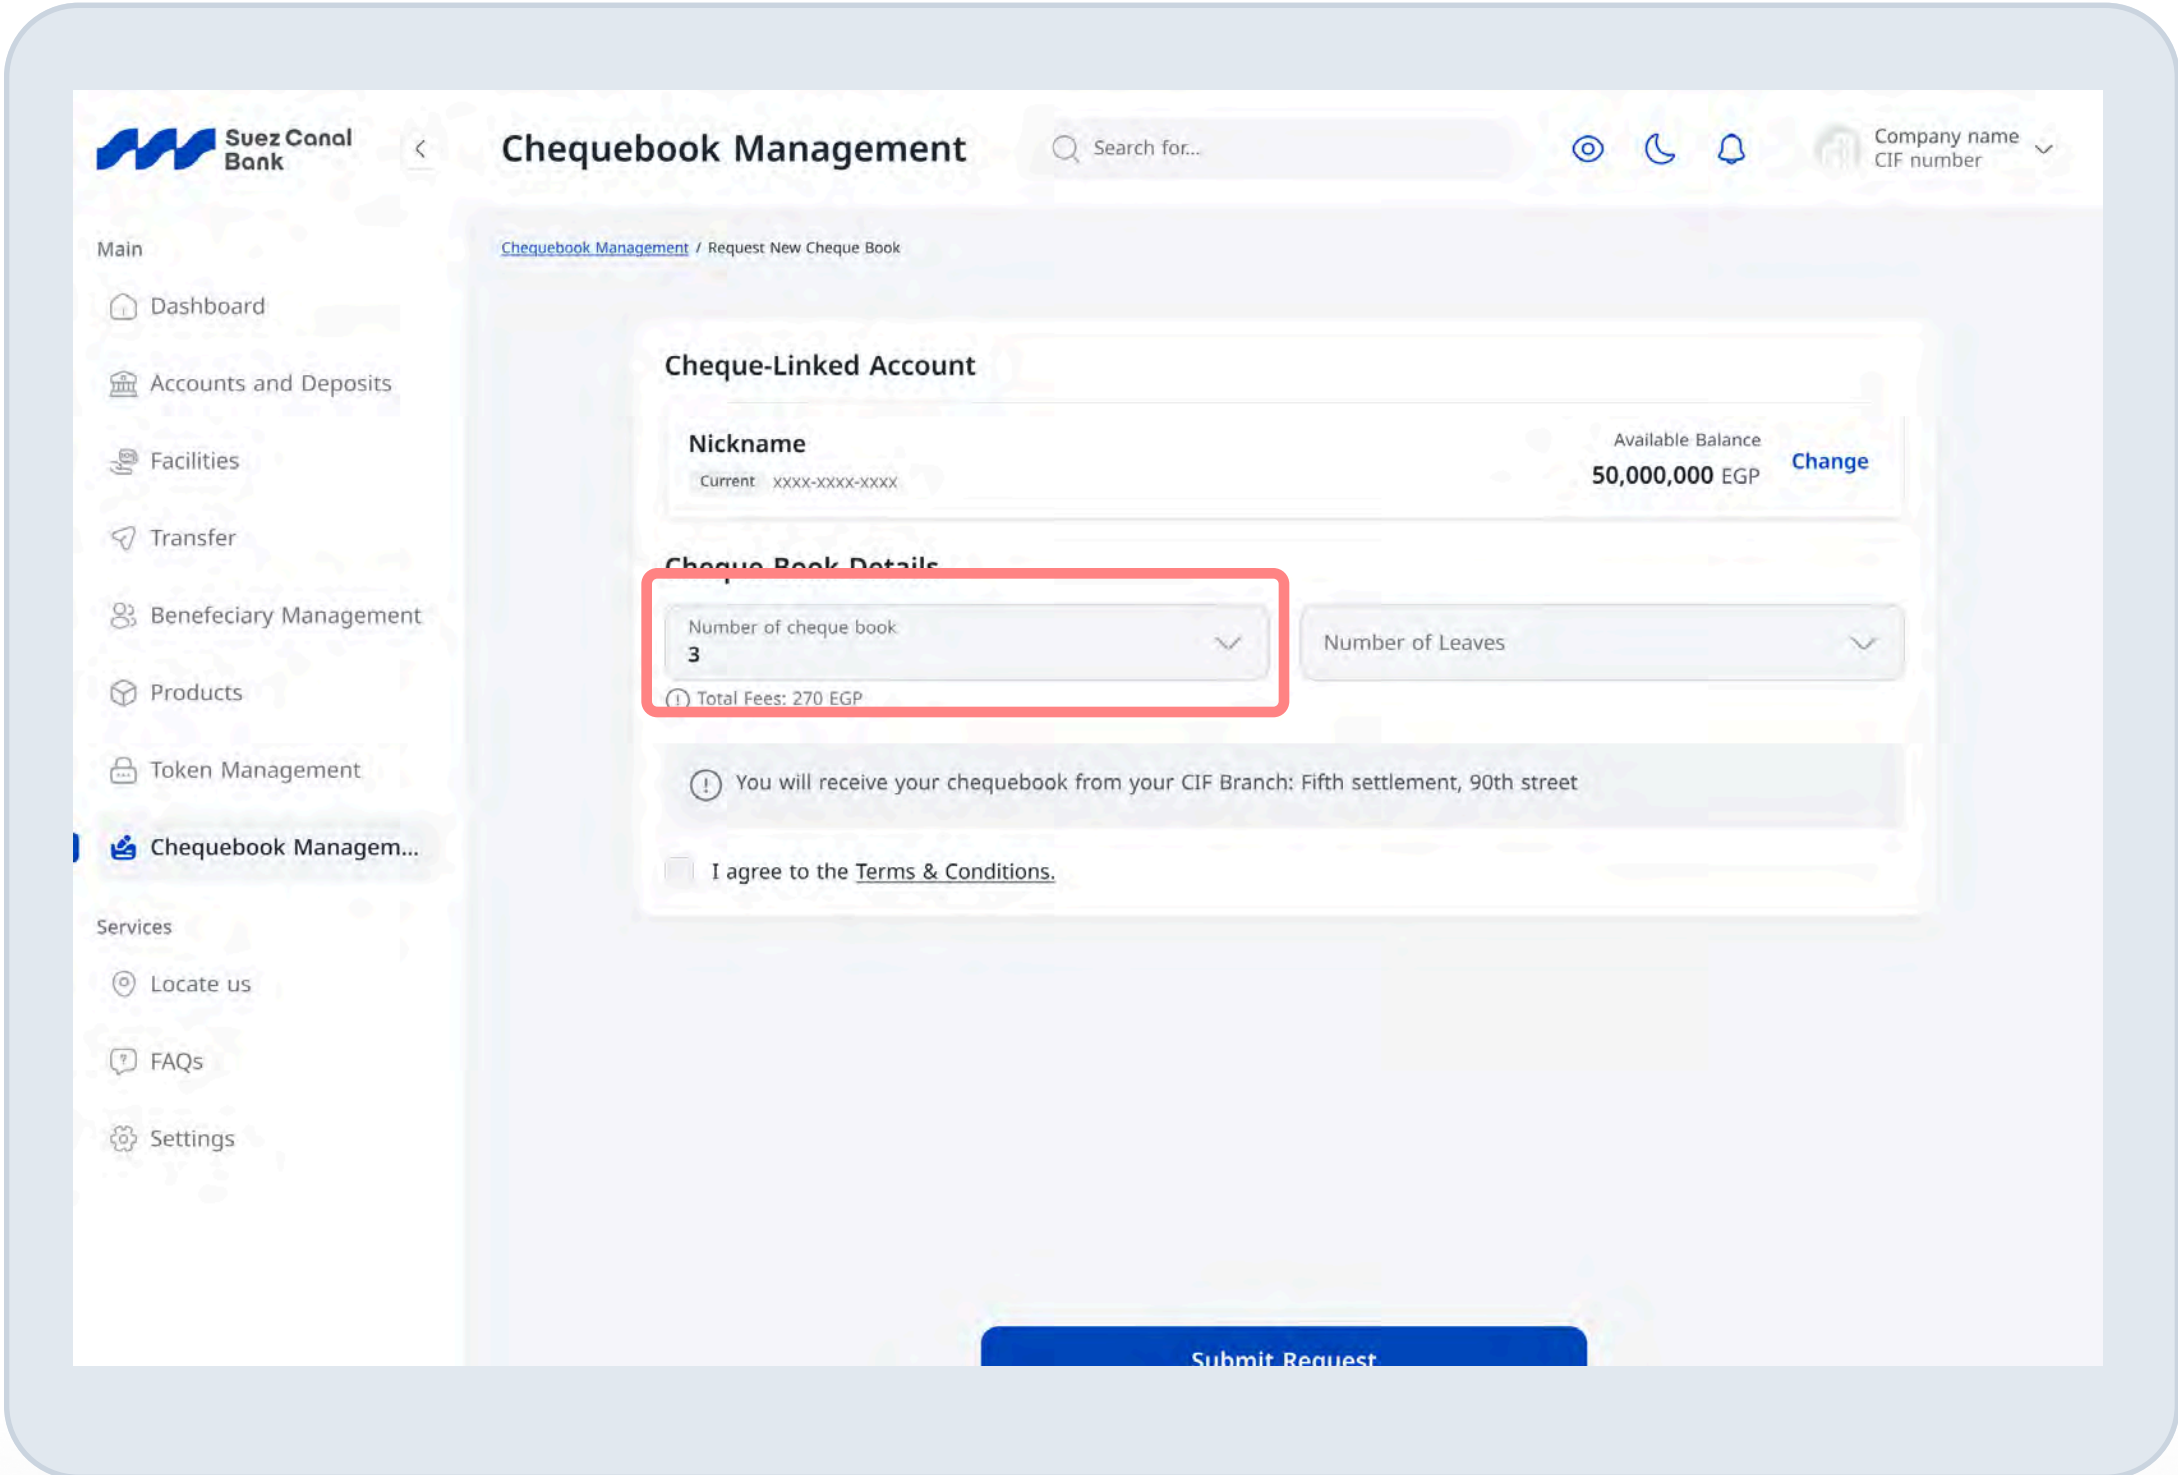 Suez Canal
Bank
Chequebook Management
Search for...
Company name
CIF number
Main
Dashboard
Accounts and Deposits
Facilities
Transfer
Benefeciary Management
Products
Token Management
Chequebook Managem...
Services
Locate us
FAQs
Settings
Chequebook Management / Request New Cheque Book
Cheque-Linked Account
Nickname
Current xxxx-xxxx-xxxx
Available Balance
50,000,000 EGP
Change
Cheque Book Details
Number of cheque book
3
Number of Leaves
Total Fees: 270 EGP
You will receive your chequebook from your CIF Branch: Fifth settlement, 90th street
I agree to the Terms & Conditions.
Submit Request